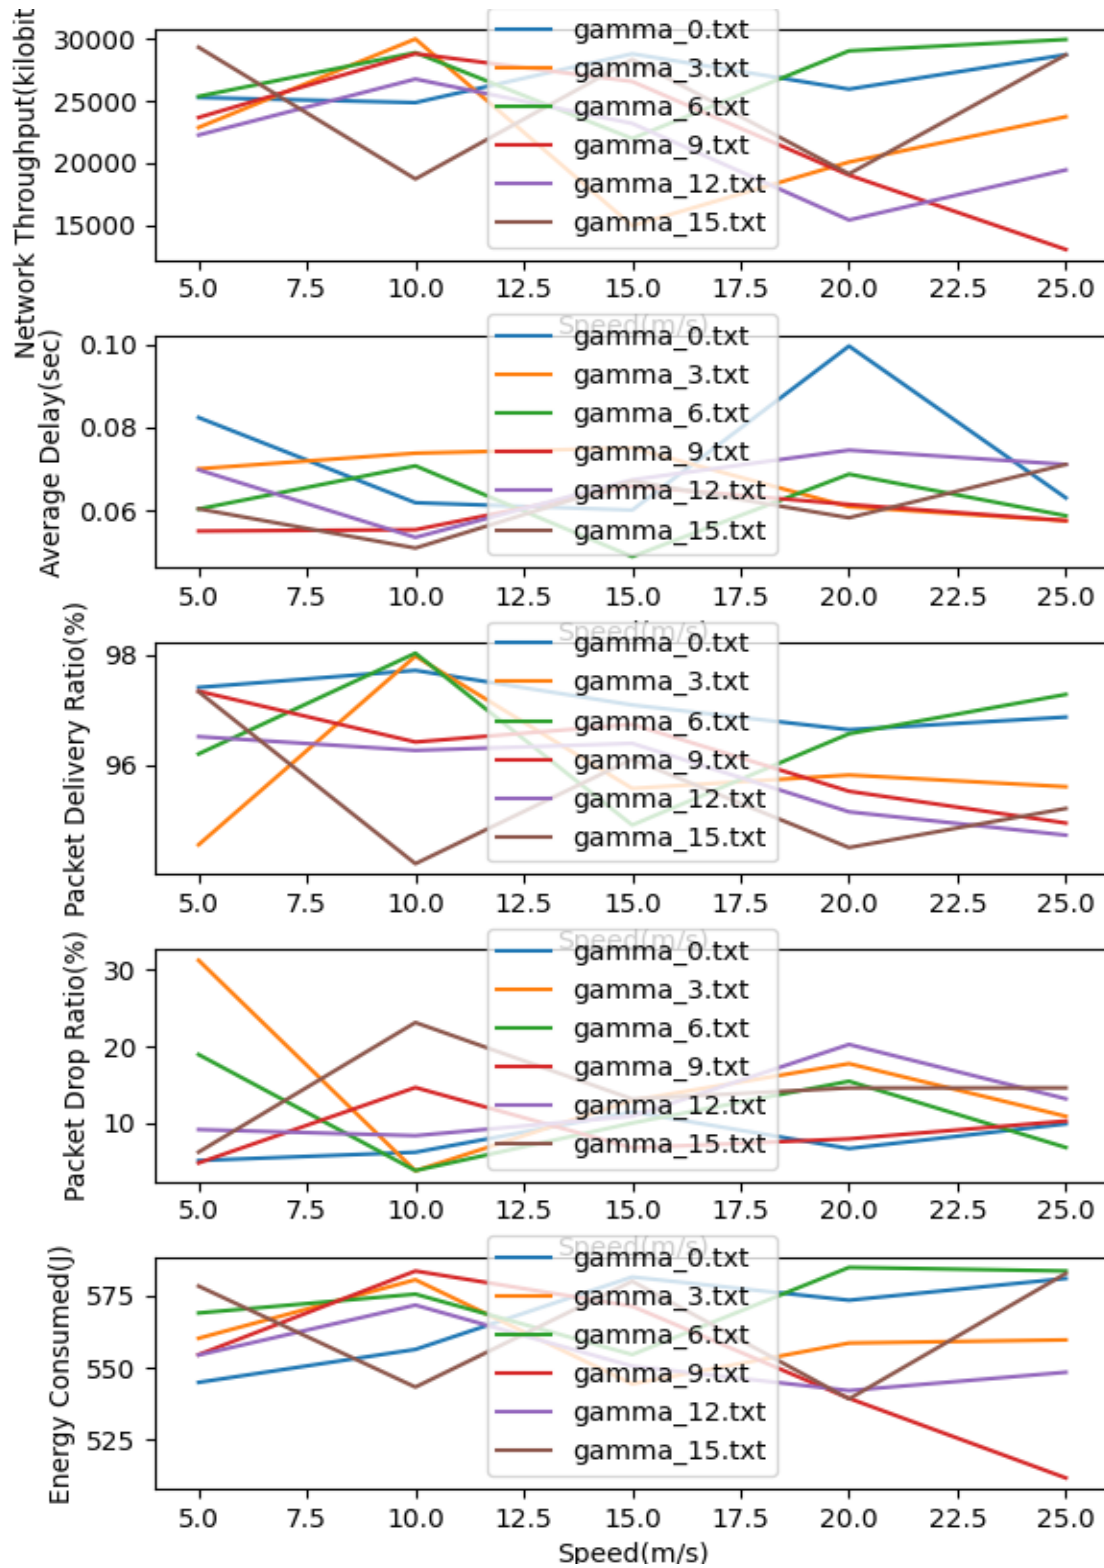 Network Throughput(kilobit
30000
25000
20000
15000
gamma_0.txt
gamma_3.txt
gamma_6.txt
gamma_9.txt
gamma_12.txt
gamma_15.txt
5.0 7.5 10.0 12.5 15.0 17.5 20.0 22.5 25.0
Speed(m/s)
Average Delay(sec)
0.10
0.08
0.06
gamma_0.txt
gamma_3.txt
gamma_6.txt
gamma_9.txt
gamma_12.txt
gamma_15.txt
5.0 7.5 10.0 12.5 15.0 17.5 20.0 22.5 25.0
Speed(m/s)
Packet Delivery Ratio(%)
98
96
gamma_0.txt
gamma_3.txt
gamma_6.txt
gamma_9.txt
gamma_12.txt
gamma_15.txt
5.0 7.5 10.0 12.5 15.0 17.5 20.0 22.5 25.0
Speed(m/s)
Packet Drop Ratio(%)
30
20
10
gamma_0.txt
gamma_3.txt
gamma_6.txt
gamma_9.txt
gamma_12.txt
gamma_15.txt
5.0 7.5 10.0 12.5 15.0 17.5 20.0 22.5 25.0
Speed(m/s)
Energy Consumed(J)
575
550
525
gamma_0.txt
gamma_3.txt
gamma_6.txt
gamma_9.txt
gamma_12.txt
gamma_15.txt
5.0 7.5 10.0 12.5 15.0 17.5 20.0 22.5 25.0
Speed(m/s)